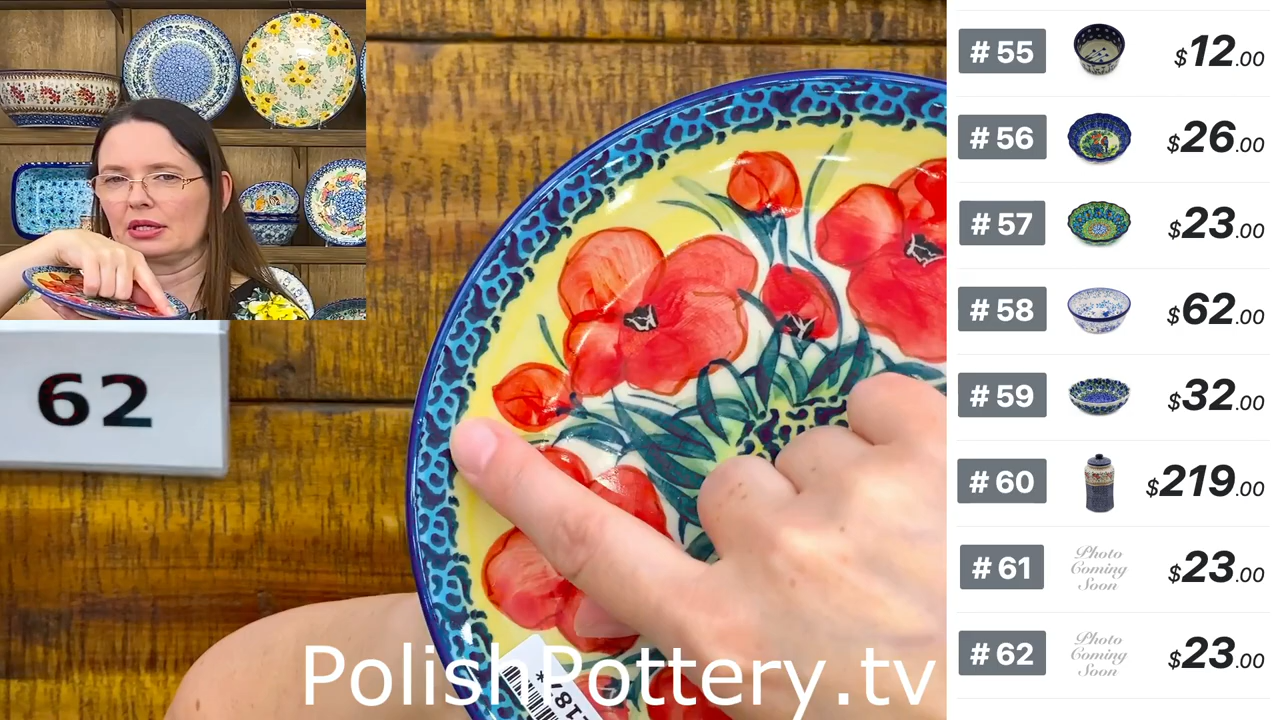 62
PolishPottery.tv
# 55
$12.00
# 56
$26.00
# 57
$23.00
# 58
$62.00
# 59
$32.00
# 60
$219.00
# 61
Photo
Coming
Soon
$23.00
# 62
Photo
Coming
Soon
$23.00